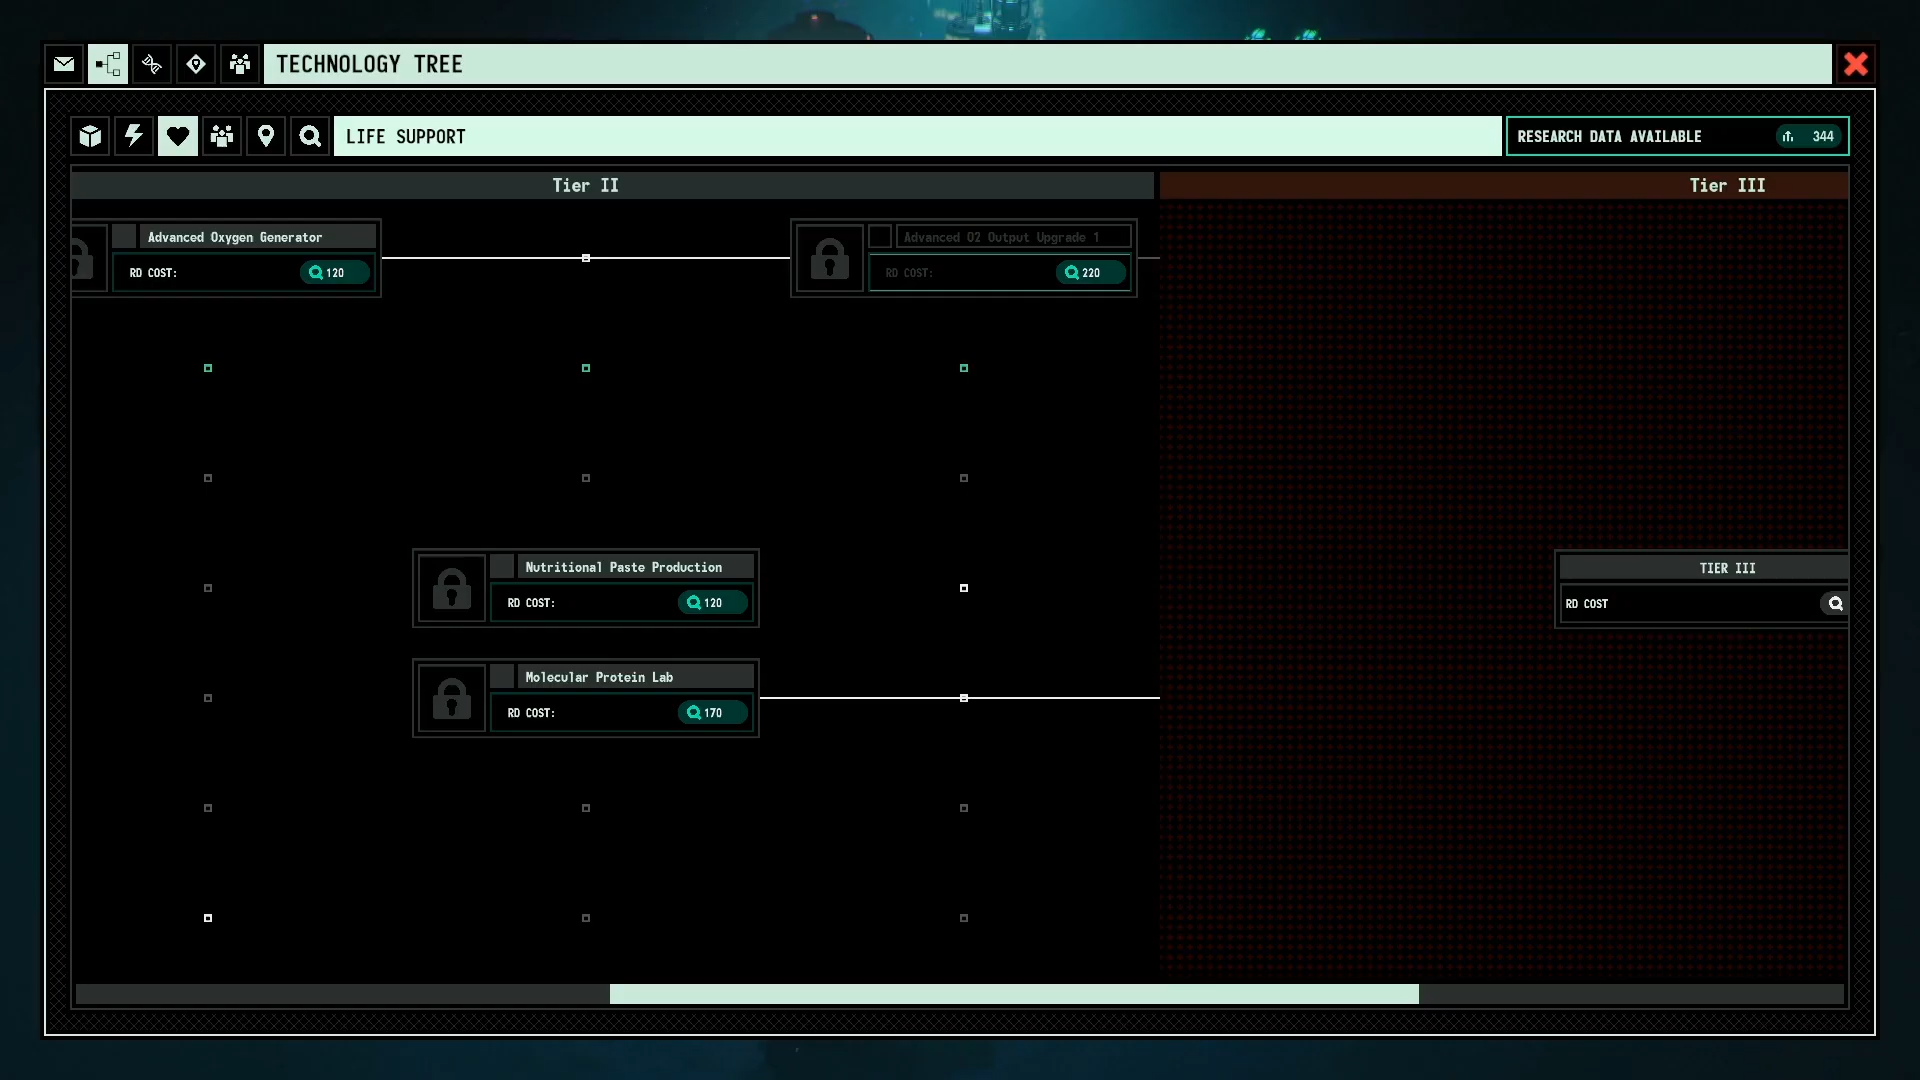 TECHNOLOGY TREE
LIFE SUPPORT
RESEARCH DATA AVAILABLE
344
Tier II
Tier III
Advanced Oxygen Generator
RD COST:
120
Advanced O2 Output Upgrade 1
RD COST:
220
Nutritional Paste Production
RD COST:
120
TIER III
RD COST
Molecular Protein Lab
RD COST:
170